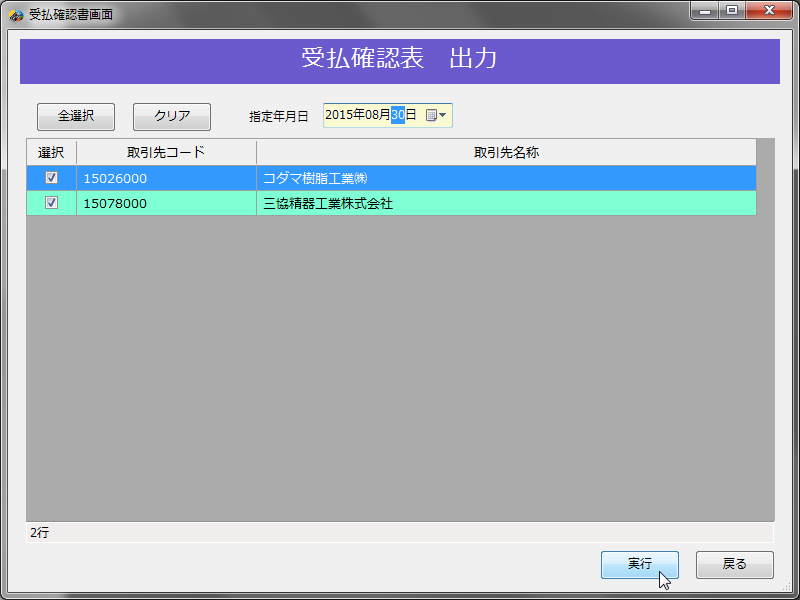 受払確認書画面
受払確認表　出力
全選択 クリア 指定年月日 2015年08月30日
選択 取引先コード 取引先名称
15026000 コダマ樹脂工業㈱
15078000 三協精器工業株式会社
2行
実行 戻る